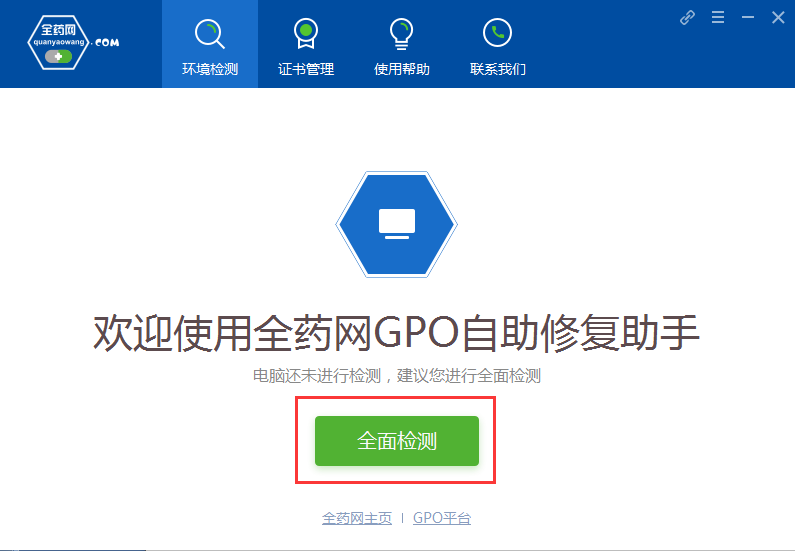 全药网
quanyaowang.com
环境检测
证书管理
使用帮助
联系我们
欢迎使用全药网GPO自助修复助手
电脑还未进行检测，建议您进行全面检测
全面检测
全药网主页 | GPO平台